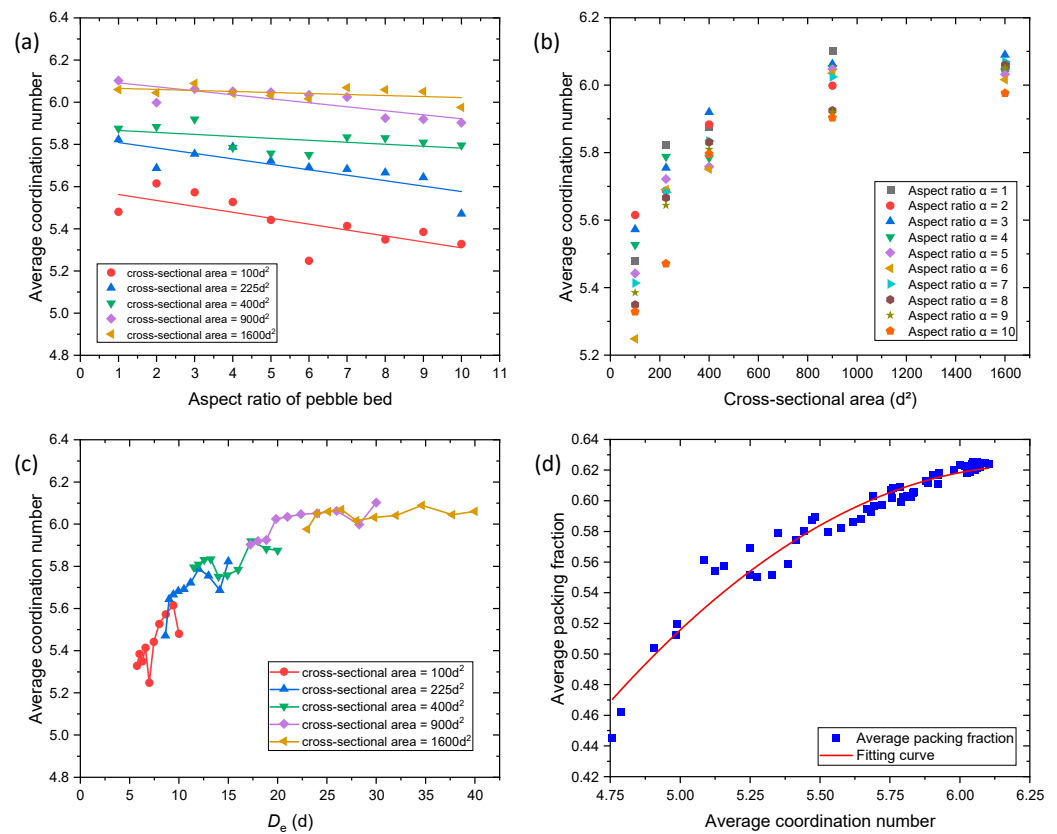 (a)
6.4
6.2
6.0
5.8
5.6
5.4
5.2
5.0
4.8
Average coordination number
cross-sectional area = 100d²
cross-sectional area = 225d²
cross-sectional area = 400d²
cross-sectional area = 900d²
cross-sectional area = 1600d²
0 1 2 3 4 5 6 7 8 9 10 11
Aspect ratio of pebble bed
(b)
6.2
6.0
5.8
5.6
5.4
5.2
Average coordination number
Aspect ratio α = 1
Aspect ratio α = 2
Aspect ratio α = 3
Aspect ratio α = 4
Aspect ratio α = 5
Aspect ratio α = 6
Aspect ratio α = 7
Aspect ratio α = 8
Aspect ratio α = 9
Aspect ratio α = 10
0 200 400 600 800 1000 1200 1400 1600
Cross-sectional area (d²)
(c)
6.4
6.2
6.0
5.8
5.6
5.4
5.2
5.0
4.8
Average coordination number
cross-sectional area = 100d²
cross-sectional area = 225d²
cross-sectional area = 400d²
cross-sectional area = 900d²
cross-sectional area = 1600d²
0 5 10 15 20 25 30 35 40
Dₑ (d)
(d)
0.64
0.62
0.60
0.58
0.56
0.54
0.52
0.50
0.48
0.46
0.44
0.42
Average packing fraction
Average packing fraction
Fitting curve
4.75 5.00 5.25 5.50 5.75 6.00 6.25
Average coordination number